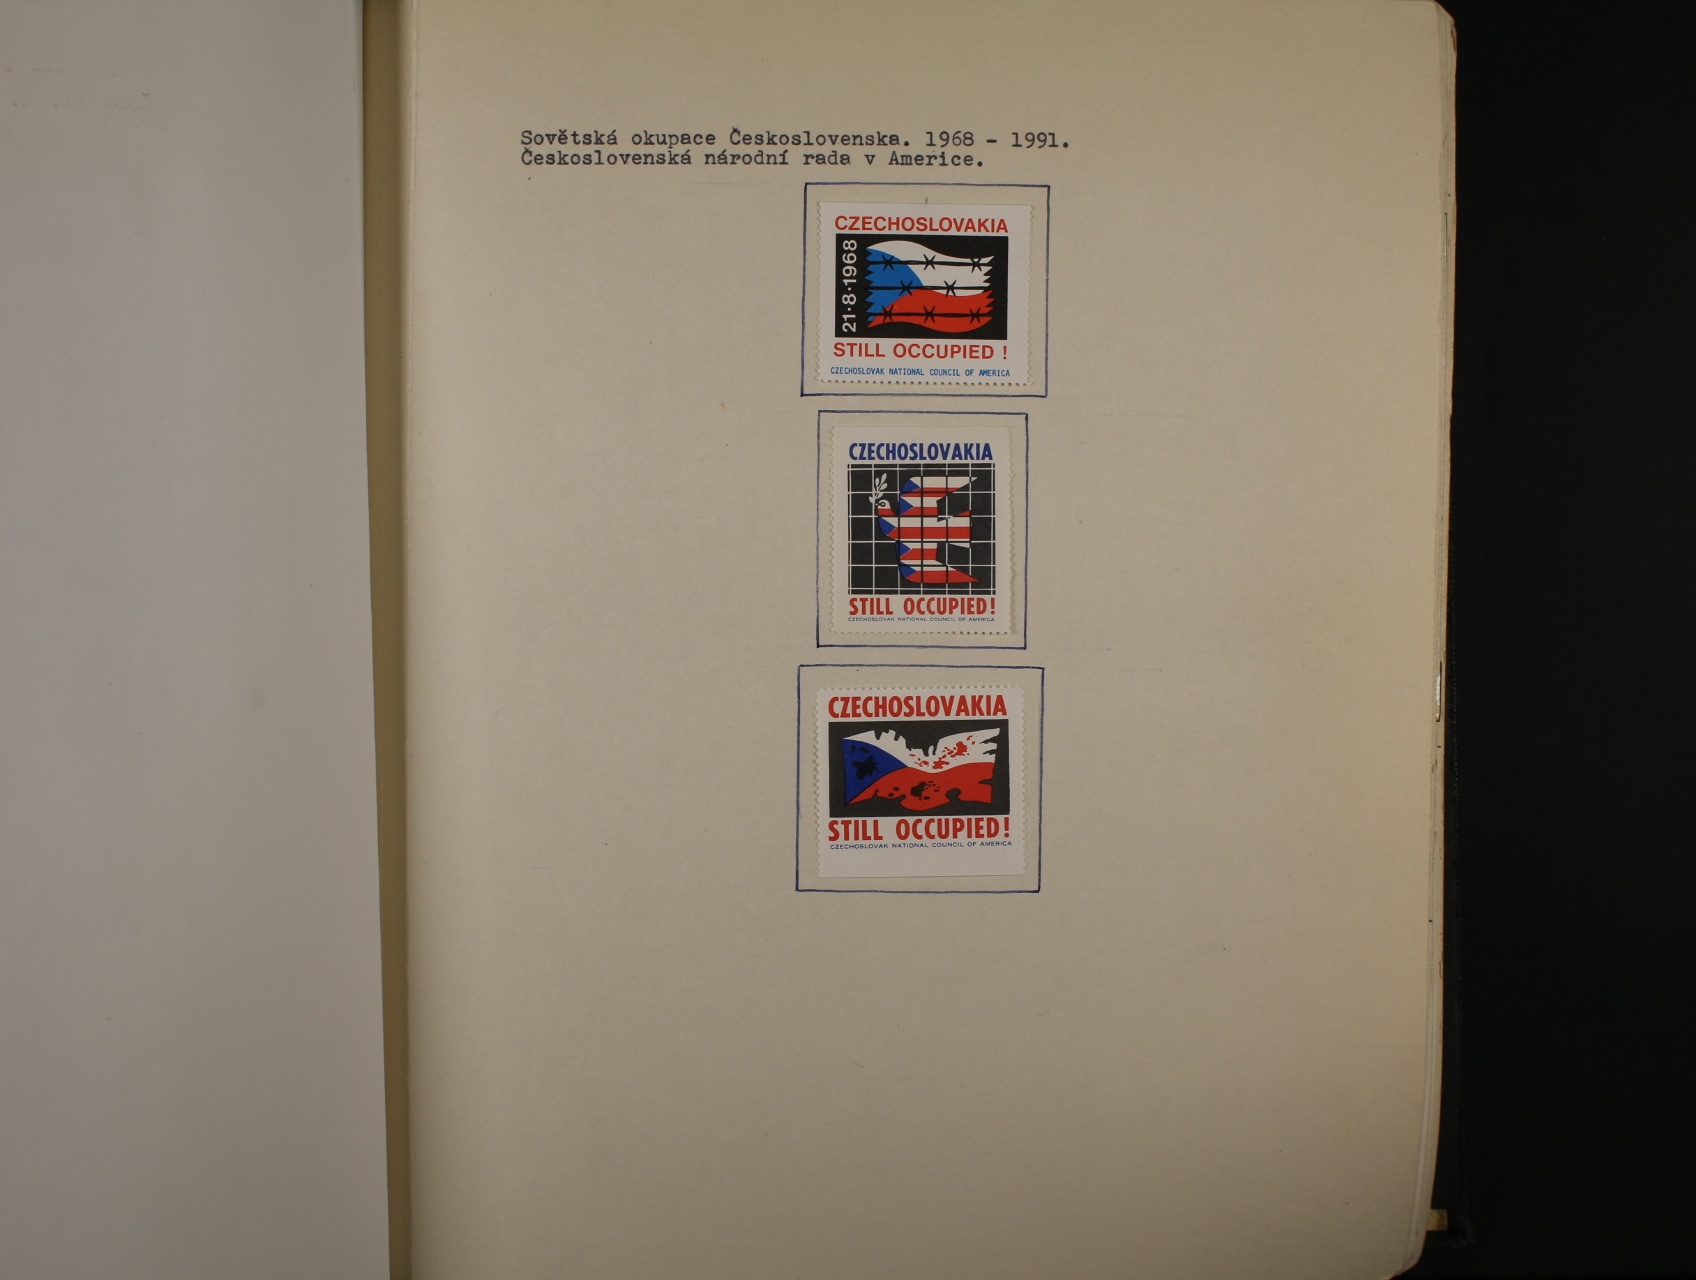 Sovětská okupace Československa. 1968 - 1991.
Československá národní rada v Americe.
CZECHOSLOVAKIA
21·8·1968
STILL OCCUPIED !
CZECHOSLOVAK NATIONAL COUNCIL OF AMERICA
CZECHOSLOVAKIA
STILL OCCUPIED!
CZECHOSLOVAK NATIONAL COUNCIL OF AMERICA
CZECHOSLOVAKIA
STILL OCCUPIED!
CZECHOSLOVAK NATIONAL COUNCIL OF AMERICA